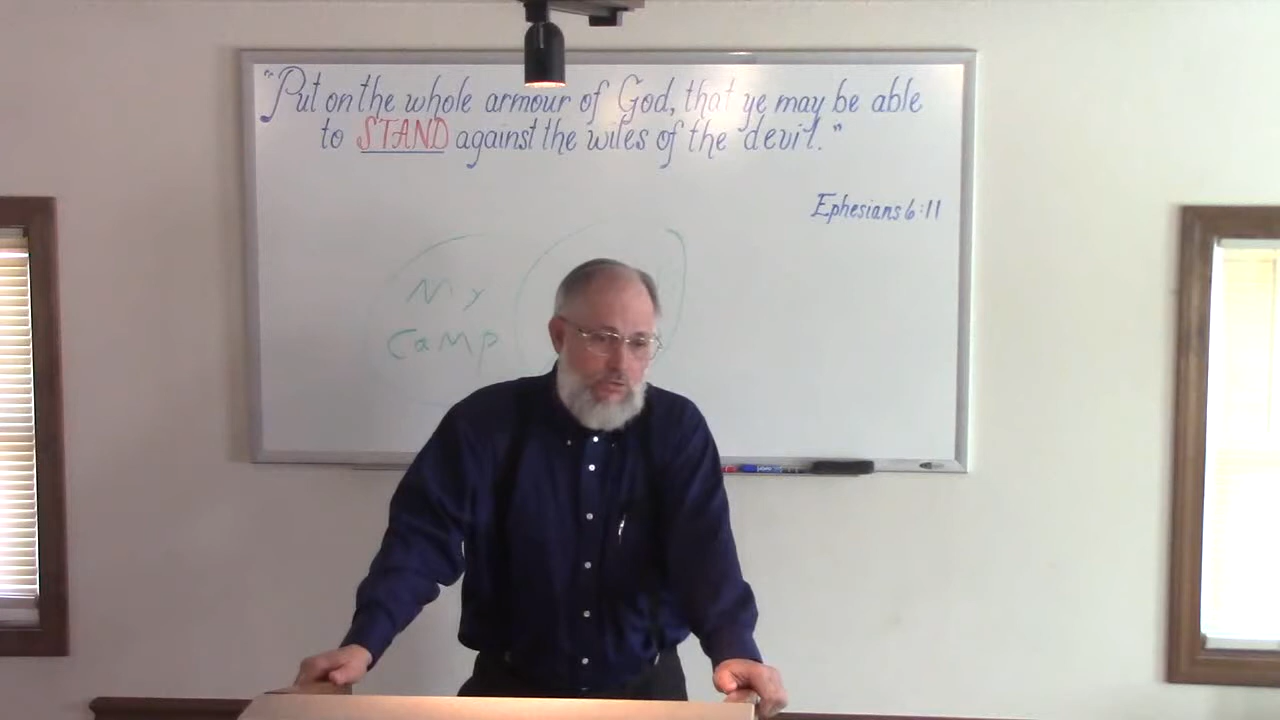 "Put on the whole armour of God, that ye may be able
to STAND against the wiles of the devil."
Ephesians 6:11
My
Camp